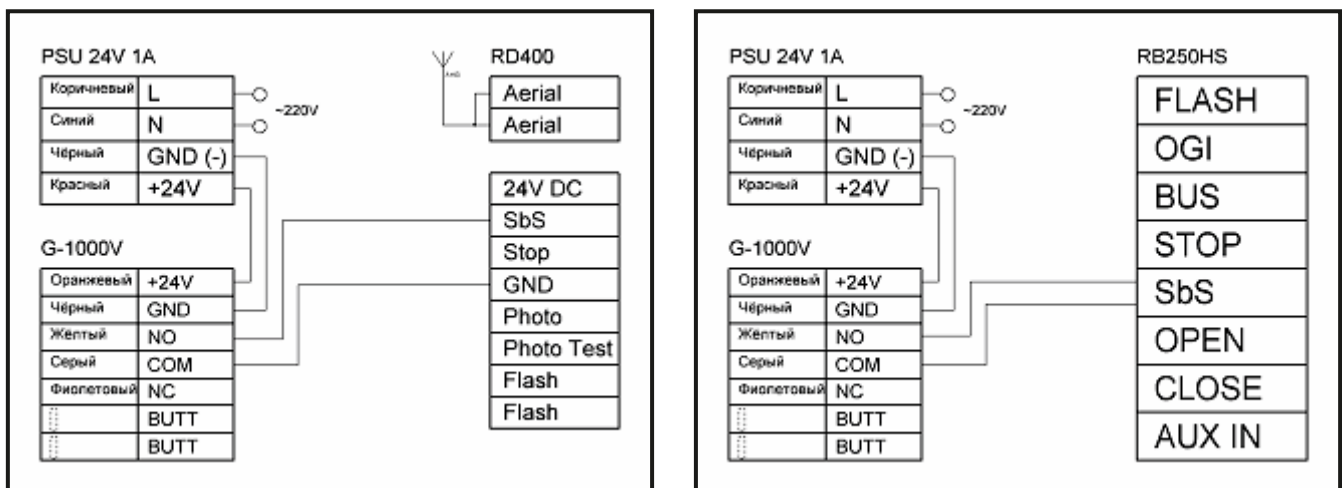 PSU 24V 1A
Коричневый L
Синий N
Чёрный GND (-)
Красный +24V
~220V
G-1000V
Оранжевый +24V
Чёрный GND
Жёлтый NO
Серый COM
Фиолетовый NC
BUTT
BUTT
RD400
Aerial
Aerial
24V DC
SbS
Stop
GND
Photo
Photo Test
Flash
Flash
PSU 24V 1A
Коричневый L
Синий N
Чёрный GND (-)
Красный +24V
~220V
G-1000V
Оранжевый +24V
Чёрный GND
Жёлтый NO
Серый COM
Фиолетовый NC
BUTT
BUTT
RB250HS
FLASH
OGI
BUS
STOP
SbS
OPEN
CLOSE
AUX IN